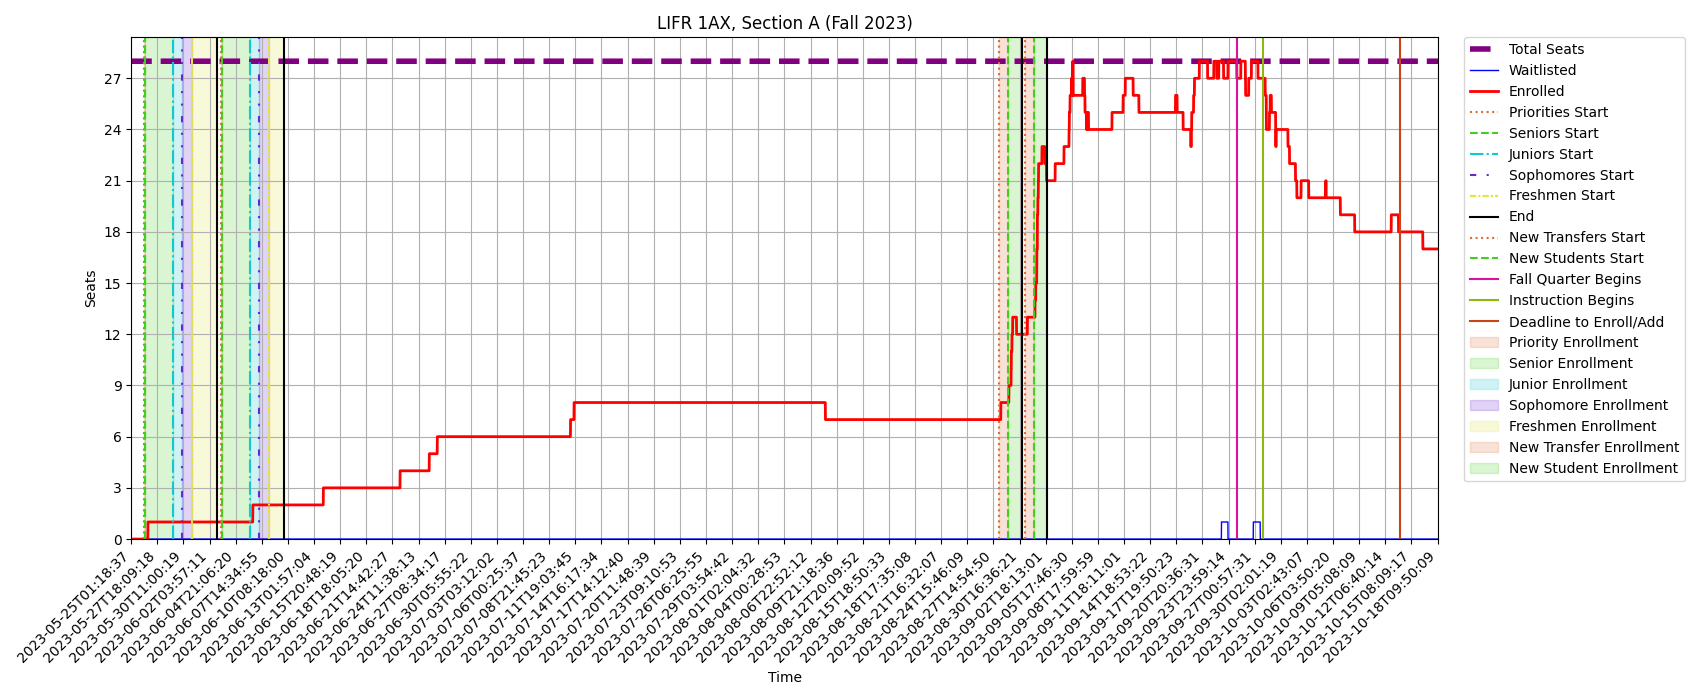 LIFR 1AX, Section A (Fall 2023)
Seats
27
24
21
18
15
12
9
6
3
0
2023-05-25T01:18:37
2023-05-27T18:09:18
2023-05-30T11:00:19
2023-06-02T03:57:11
2023-06-04T21:06:20
2023-06-07T14:34:55
2023-06-10T08:18:00
2023-06-13T01:57:04
2023-06-15T20:48:19
2023-06-18T18:05:20
2023-06-21T14:42:27
2023-06-24T11:38:13
2023-06-27T08:34:17
2023-06-30T05:55:22
2023-07-03T03:12:02
2023-07-06T00:25:37
2023-07-08T21:45:23
2023-07-11T19:03:45
2023-07-14T16:17:34
2023-07-17T14:12:40
2023-07-20T11:48:39
2023-07-23T09:10:53
2023-07-26T06:25:55
2023-07-29T03:54:42
2023-08-01T02:04:32
2023-08-04T00:28:53
2023-08-06T22:52:12
2023-08-09T21:18:36
2023-08-12T20:09:52
2023-08-15T18:50:33
2023-08-18T17:35:08
2023-08-21T16:32:07
2023-08-24T15:46:09
2023-08-27T14:54:50
2023-08-30T16:36:21
2023-09-02T18:13:01
2023-09-05T17:46:30
2023-09-08T17:59:59
2023-09-11T18:11:01
2023-09-14T18:53:22
2023-09-17T19:50:23
2023-09-20T20:36:31
2023-09-23T23:59:14
2023-09-27T00:57:31
2023-09-30T02:01:19
2023-10-03T02:43:07
2023-10-06T03:50:20
2023-10-09T05:08:09
2023-10-12T06:40:14
2023-10-15T08:09:17
2023-10-18T09:50:09
Time
Total Seats
Waitlisted
Enrolled
Priorities Start
Seniors Start
Juniors Start
Sophomores Start
Freshmen Start
End
New Transfers Start
New Students Start
Fall Quarter Begins
Instruction Begins
Deadline to Enroll/Add
Priority Enrollment
Senior Enrollment
Junior Enrollment
Sophomore Enrollment
Freshmen Enrollment
New Transfer Enrollment
New Student Enrollment